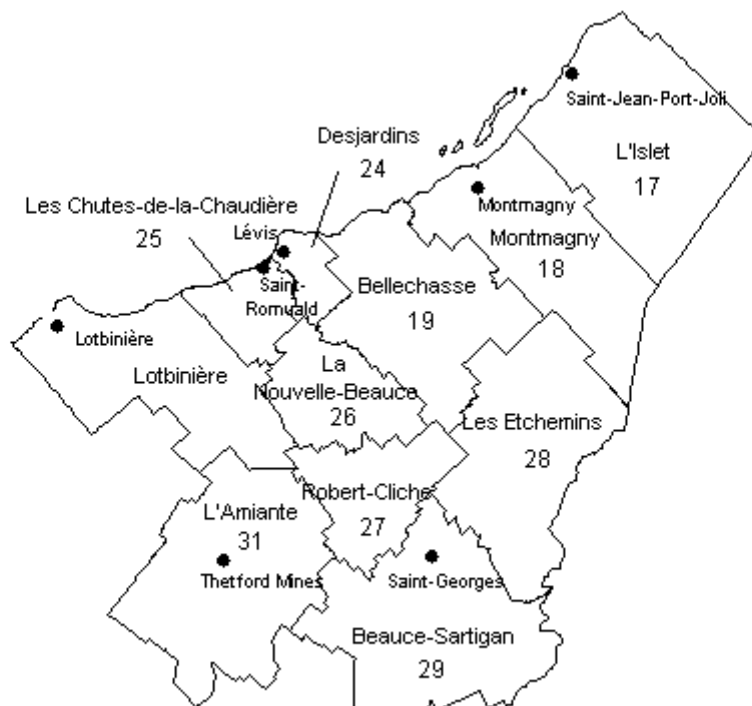 Saint-Jean-Port-Joli
Desjardins
24
L'Islet
17
Les Chutes-de-la-Chaudière
25
Montmagny
Montmagny
18
Lévis
Saint-
Romuald
Bellechasse
19
Lotbinière
Lotbinière
La
Nouvelle-Beauce
26
Les Etchemins
28
Robert-Cliche
27
L'Amiante
31
Thetford Mines
Saint-Georges
Beauce-Sartigan
29